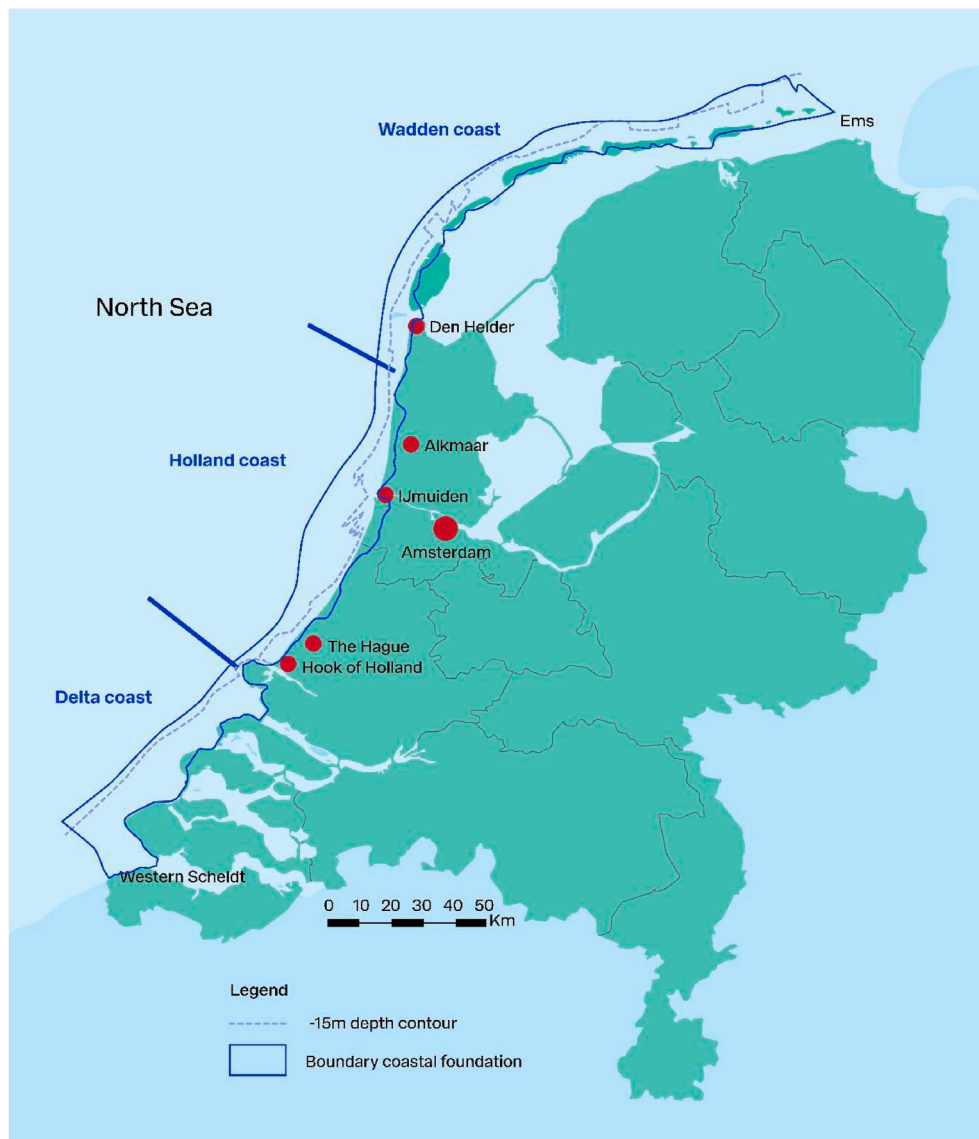 Wadden coast
Ems
North Sea
Den Helder
Holland coast
Alkmaar
IJmuiden
Amsterdam
The Hague
Hook of Holland
Delta coast
Western Scheldt
0 10 20 30 40 50
Km
Legend
-15m depth contour
Boundary coastal foundation